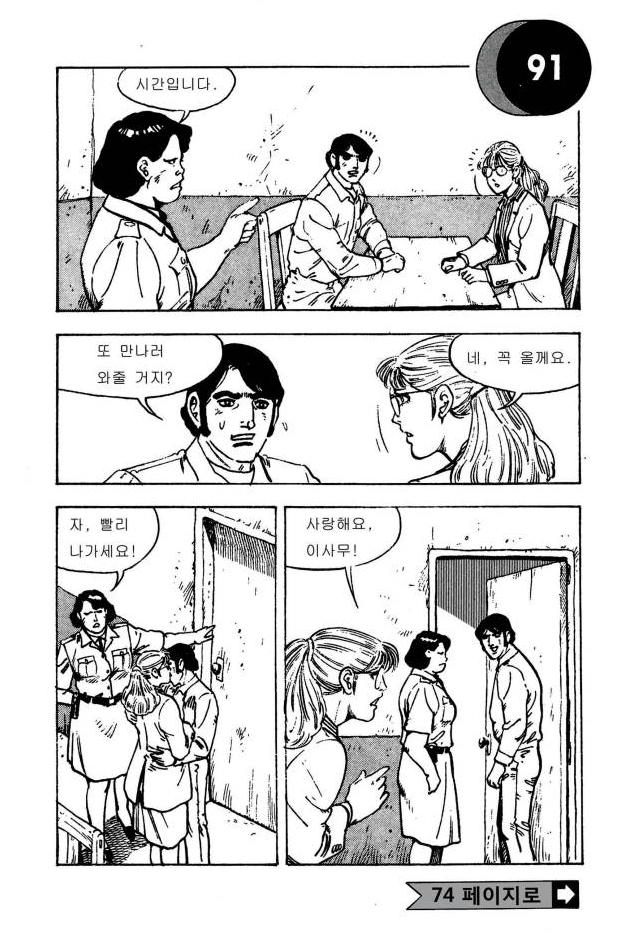 91
시간입니다.
또 만나러
와줄 거지?
네, 꼭 올께요.
자, 빨리
나가세요!
사랑해요,
이사무!
74 페이지로